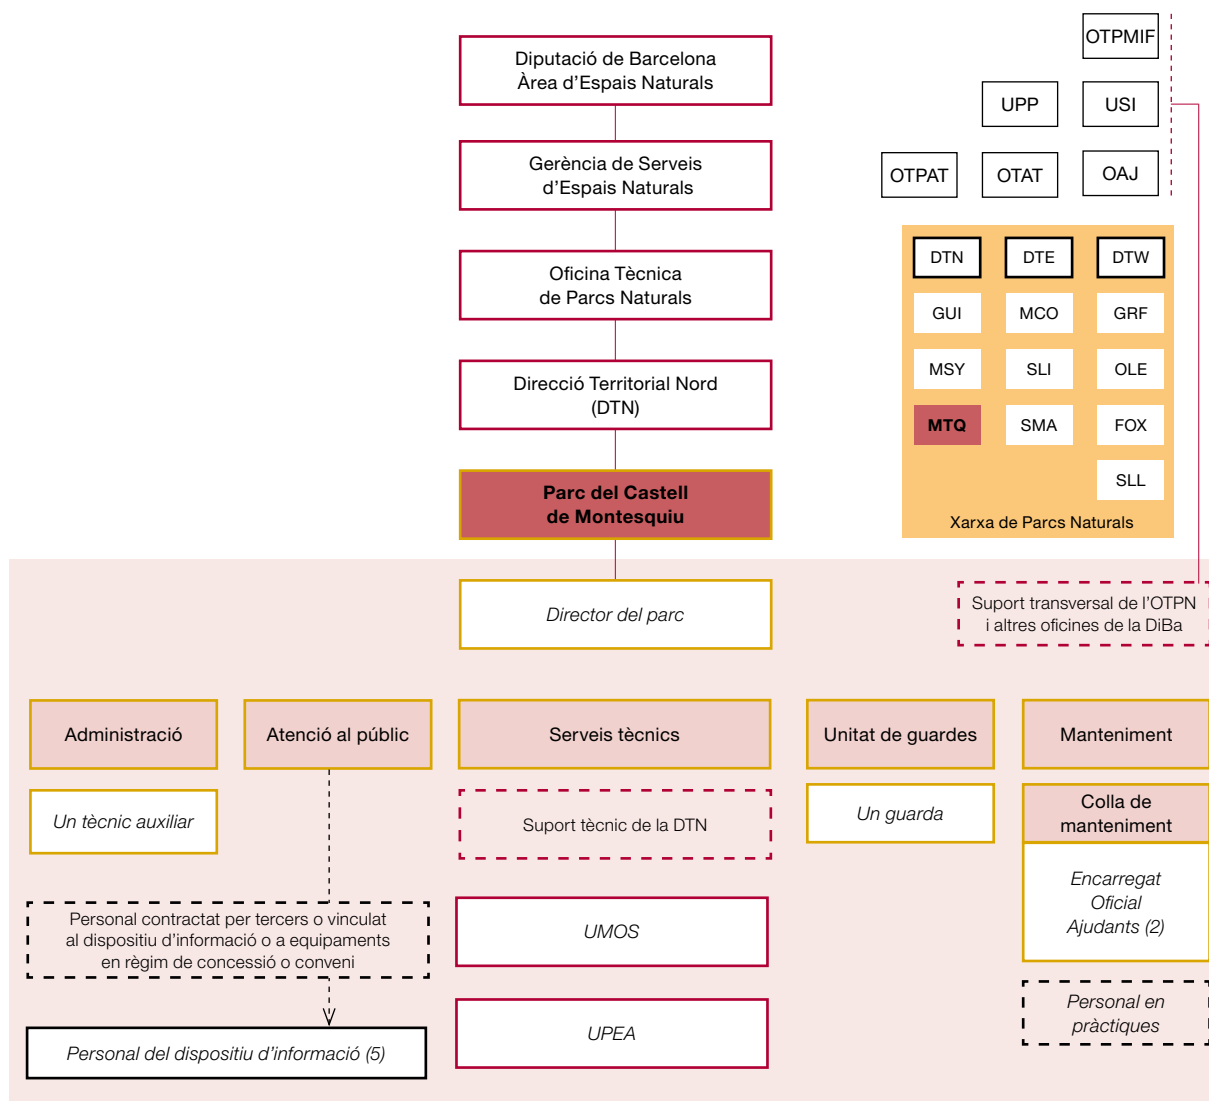 Diputació de Barcelona
Àrea d’Espais Naturals
Gerència de Serveis
d’Espais Naturals
Oficina Tècnica
de Parcs Naturals
Direcció Territorial Nord
(DTN)
Parc del Castell
de Montesquiu
Director del parc
OTPMIF
UPP
USI
OTPAT
OTAT
OAJ
DTN
DTE
DTW
GUI
MCO
GRF
MSY
SLI
OLE
MTQ
SMA
FOX
SLL
Xarxa de Parcs Naturals
Suport transversal de l’OTPN
i altres oficines de la DiBa
Administració
Un tècnic auxiliar
Atenció al públic
Personal contractat per tercers o vinculat
al dispositiu d’informació o a equipaments
en règim de concessió o conveni
Personal del dispositiu d’informació (5)
Serveis tècnics
Suport tècnic de la DTN
UMOS
UPEA
Unitat de guardes
Un guarda
Manteniment
Colla de
manteniment
Encarregat
Oficial
Ajudants (2)
Personal en
pràctiques